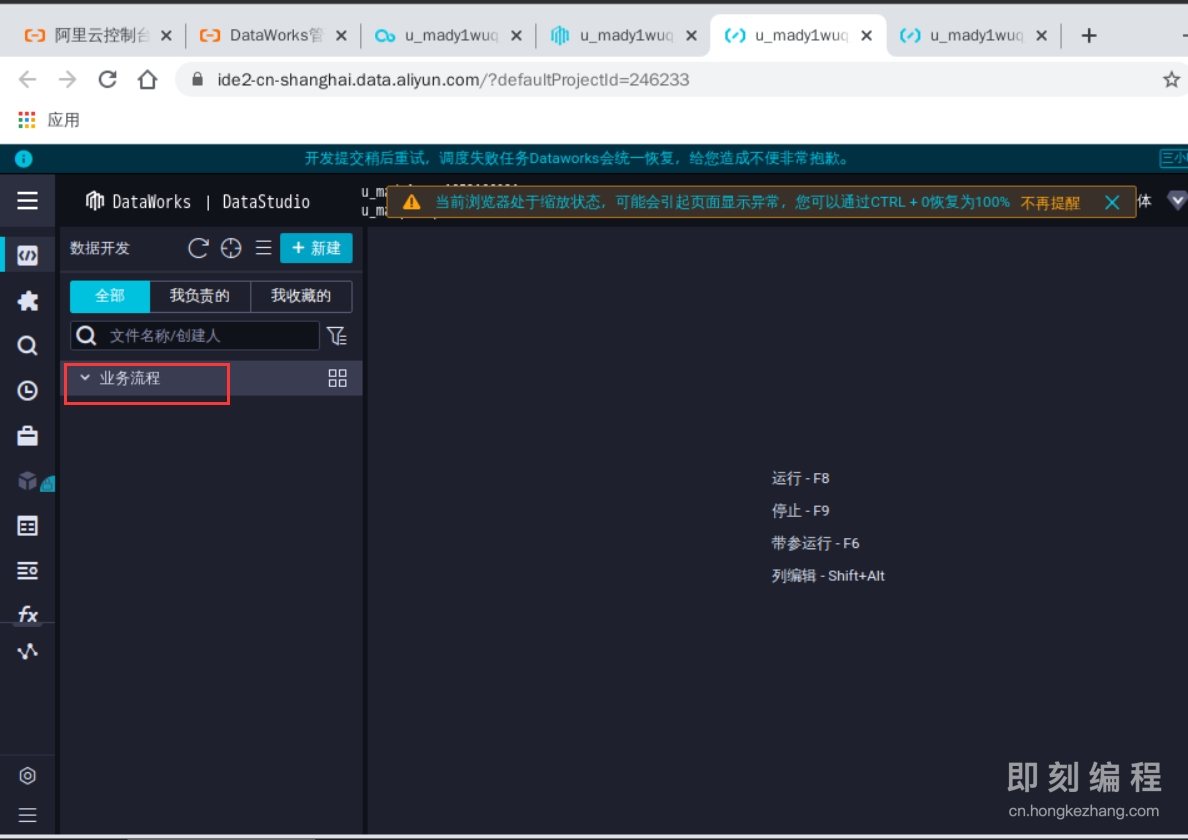 阿里云控制台
DataWorks管
u_mady1wuq
u_mady1wuq
u_mady1wuq
u_mady1wuq
ide2-cn-shanghai.data.aliyun.com/?defaultProjectId=246233
应用
开发提交稍后重试，调度失败任务Dataworks会统一恢复，给您造成不便非常抱歉。
三小
DataWorks | DataStudio
u_m
u_ma
当前浏览器处于缩放状态，可能会引起页面显示异常，您可以通过CTRL + 0恢复为100% 不再提醒
体
数据开发
+ 新建
全部 我负责的 我收藏的
文件名称/创建人
业务流程
fx
运行 - F8
停止 - F9
带参运行 - F6
列编辑 - Shift+Alt
即刻编程
cn.hongkezhang.com